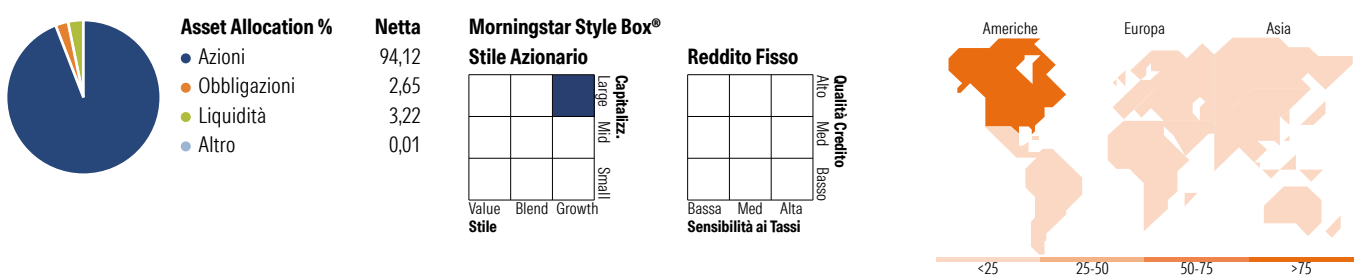 Asset Allocation % Netta
Azioni 94,12
Obbligazioni 2,65
Liquidità 3,22
Altro 0,01
Morningstar Style Box®
Stile Azionario
Large
Mid
Small
Capitalizz.
Value Blend Growth
Stile
Reddito Fisso
Alto
Med
Basso
Qualità Credito
Bassa Med Alta
Sensibilità ai Tassi
Americhe Europa Asia
<25 25-50 50-75 >75